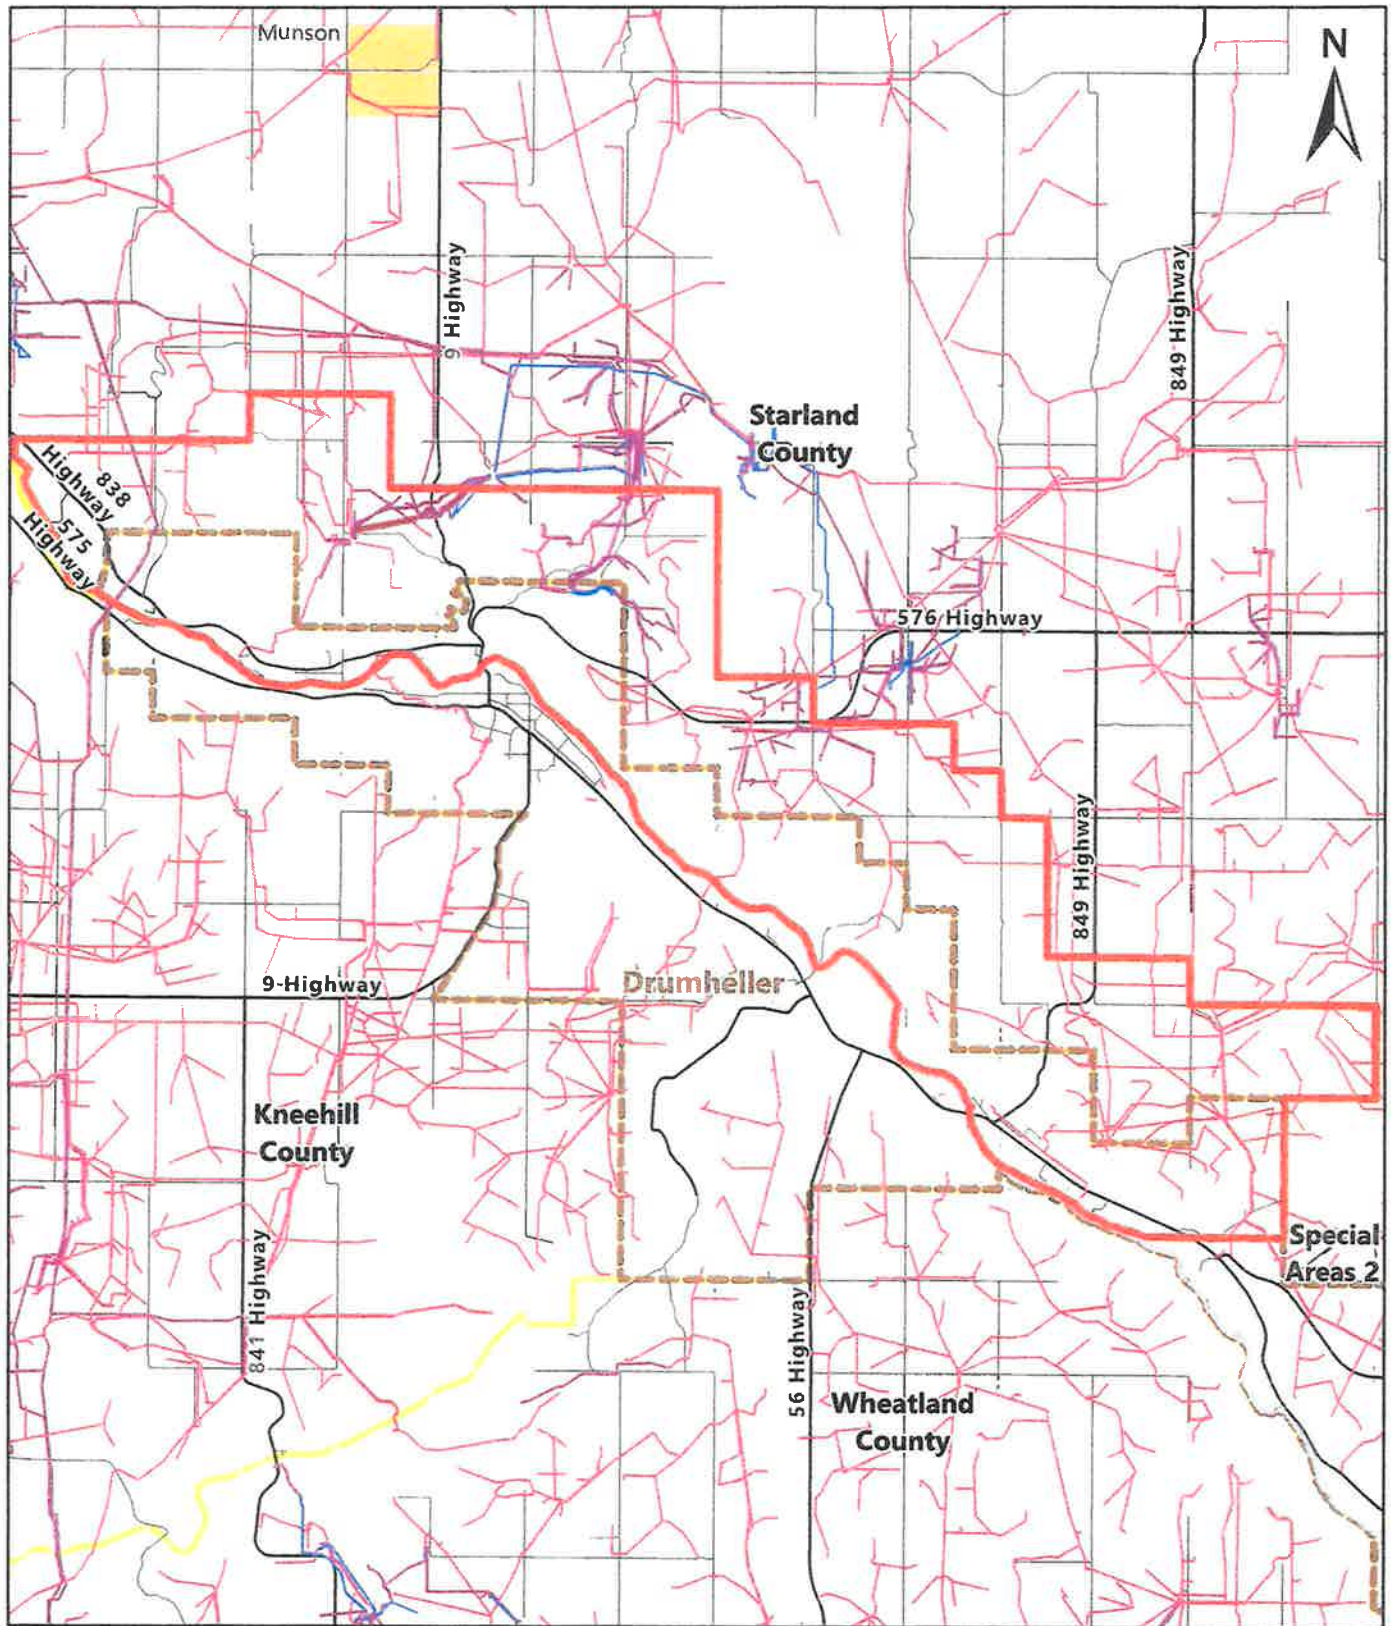 Munson
N
9 Highway
849 Highway
Starland
County
Highway
838
575
Highway
576 Highway
849 Highway
Drumheller
9-Highway
Kneehill
County
841 Highway
Special
Areas 2
56 Highway
Wheatland
County